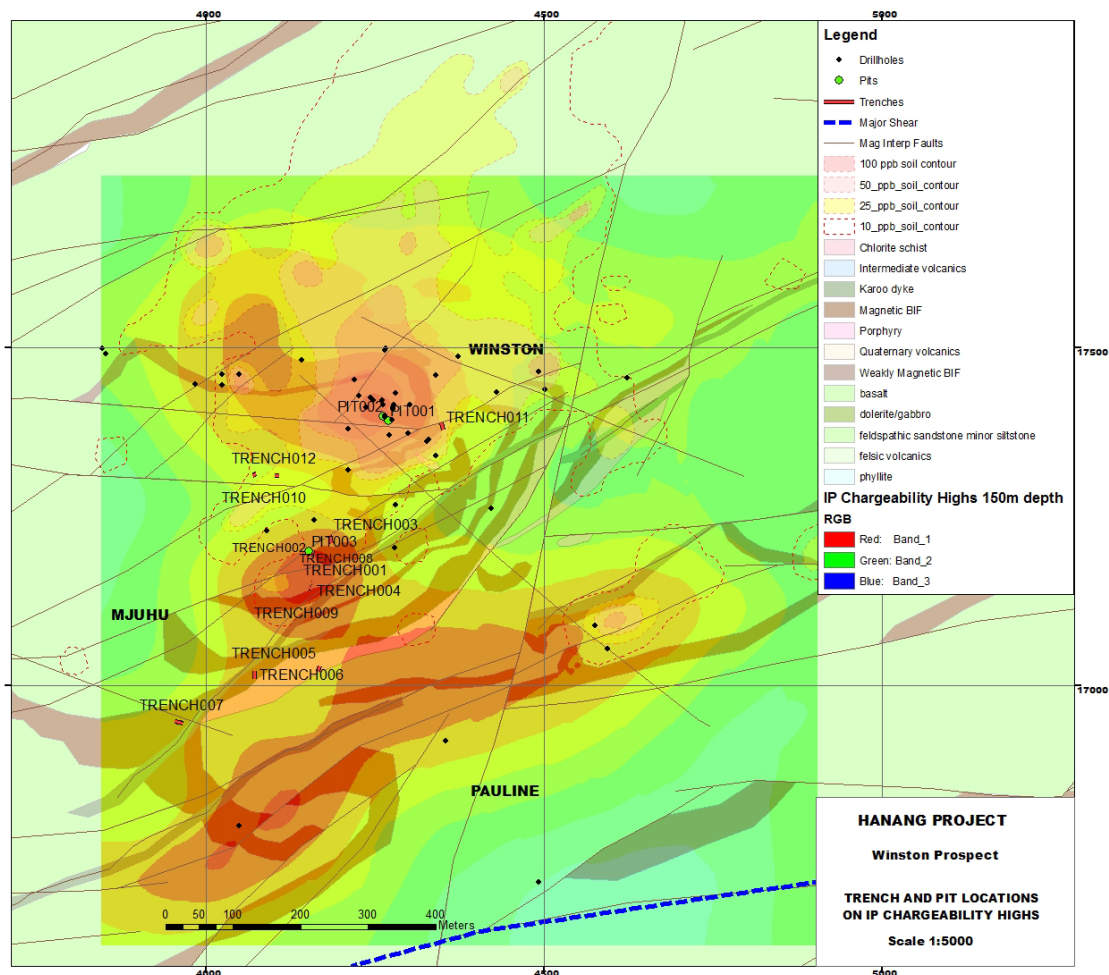 4000 4500 5000
Legend
Drillholes
Pits
Trenches
Major Shear
Mag Interp Faults
100 ppb soil contour
50_ppb_soil_contour
25_ppb_soil_contour
10_ppb_soil_contour
Chlorite schist
Intermediate volcanics
Karoo dyke
Magnetic BIF
Porphyry
Quaternary volcanics
Weakly Magnetic BIF
basalt
dolerite/gabbro
feldspathic sandstone minor siltstone
felsic volcanics
phyllite
IP Chargeability Highs 150m depth
RGB
Red: Band_1
Green: Band_2
Blue: Band_3
17500 17500
WINSTON
PIT002 PIT001
TRENCH011
TRENCH012
TRENCH010
TRENCH003
TRENCH002 PIT003
TRENCH008
TRENCH001
TRENCH004
MJUHU
TRENCH009
TRENCH005
TRENCH006
17000 17000
TRENCH007
PAULINE
HANANG PROJECT
Winston Prospect
TRENCH AND PIT LOCATIONS
ON IP CHARGEABILITY HIGHS
Scale 1:5000
0 50 100 200 300 400
Meters
4000 4500 5000